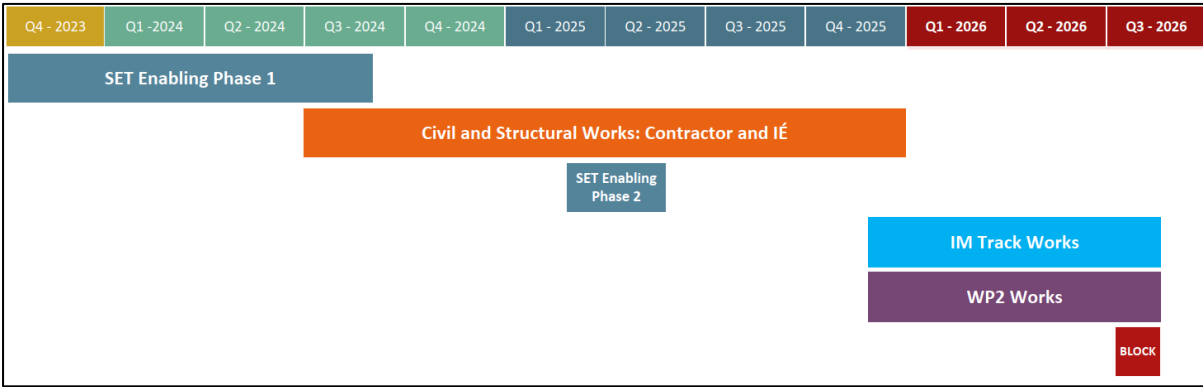 Q4 - 2023
Q1 -2024
Q2 - 2024
Q3 - 2024
Q4 - 2024
Q1 - 2025
Q2 - 2025
Q3 - 2025
Q4 - 2025
Q1 - 2026
Q2 - 2026
Q3 - 2026
SET Enabling Phase 1
Civil and Structural Works: Contractor and IÉ
SET Enabling
Phase 2
IM Track Works
WP2 Works
BLOCK